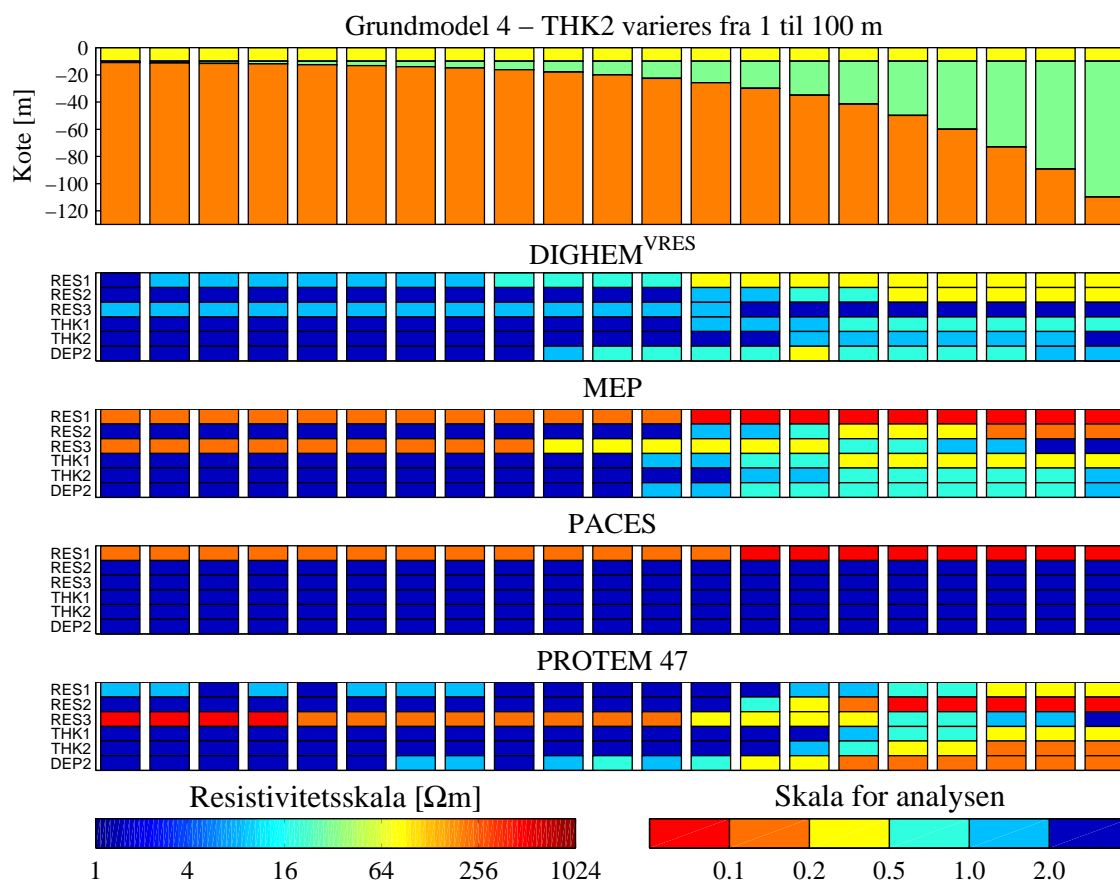 Grundmodel 4 – THK2 varieres fra 1 til 100 m
Kote [m]
0
−20
−40
−60
−80
−100
−120
DIGHEM^VRES
RES1
RES2
RES3
THK1
THK2
DEP2
MEP
RES1
RES2
RES3
THK1
THK2
DEP2
PACES
RES1
RES2
RES3
THK1
THK2
DEP2
PROTEM 47
RES1
RES2
RES3
THK1
THK2
DEP2
Resistivitetsskala [Ωm]
1 4 16 64 256 1024
Skala for analysen
0.1 0.2 0.5 1.0 2.0